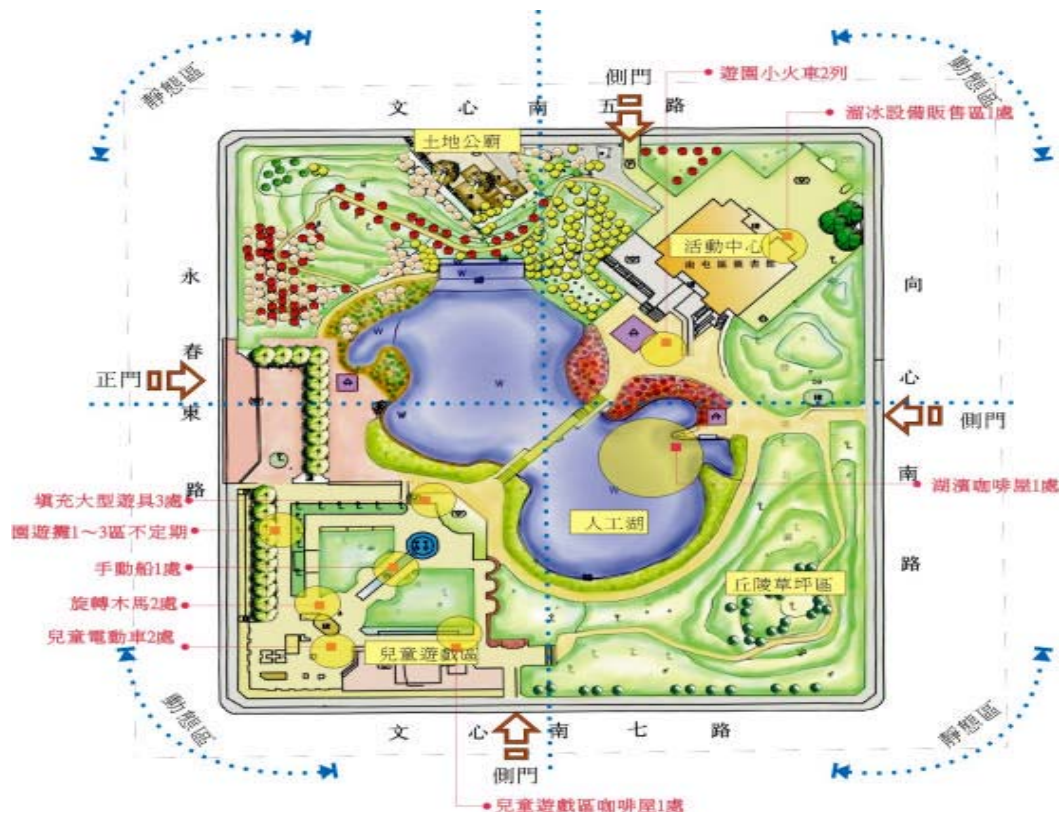 靜態區
動態區
側門
遊園小火車2列
文心南五路
溜冰設備販售區1處
土地公廟
活動中心
南屯區圖書館
永春東路
向心南路
正門
側門
填充大型遊具3處
園遊攤1～3區不定期
手動船1處
旋轉木馬2處
兒童電動車2處
湖濱咖啡屋1處
人工湖
丘陵草坪區
兒童遊戲區
動態區
靜態區
文心南七路
側門
兒童遊戲區咖啡屋1處